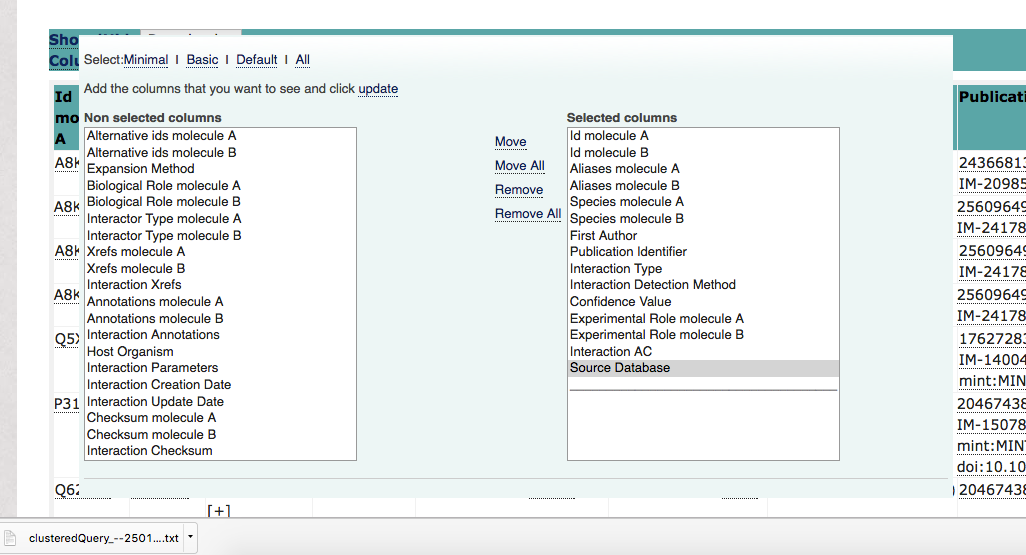 Sho
Colu
Select:Minimal I Basic I Default I All
Add the columns that you want to see and click update
Id
mo
A
Publicati
Non selected columns
Alternative ids molecule A
Alternative ids molecule B
Expansion Method
Biological Role molecule A
Biological Role molecule B
Interactor Type molecule A
Interactor Type molecule B
Xrefs molecule A
Xrefs molecule B
Interaction Xrefs
Annotations molecule A
Annotations molecule B
Interaction Annotations
Host Organism
Interaction Parameters
Interaction Creation Date
Interaction Update Date
Checksum molecule A
Checksum molecule B
Interaction Checksum
Move
Move All
Remove
Remove All
Selected columns
Id molecule A
Id molecule B
Aliases molecule A
Aliases molecule B
Species molecule A
Species molecule B
First Author
Publication Identifier
Interaction Type
Interaction Detection Method
Confidence Value
Experimental Role molecule A
Experimental Role molecule B
Interaction AC
Source Database
A8K
A8K
A8K
A8K
Q5X
P31
Q62
2436681
IM-20985
2560964
IM-24178
2560964
IM-24178
2560964
IM-24178
1762728
IM-14004
mint:MIN
20467438
IM-15078
mint:MIN
doi:10.10
20467438
[+]
clusteredQuery_--2501....txt